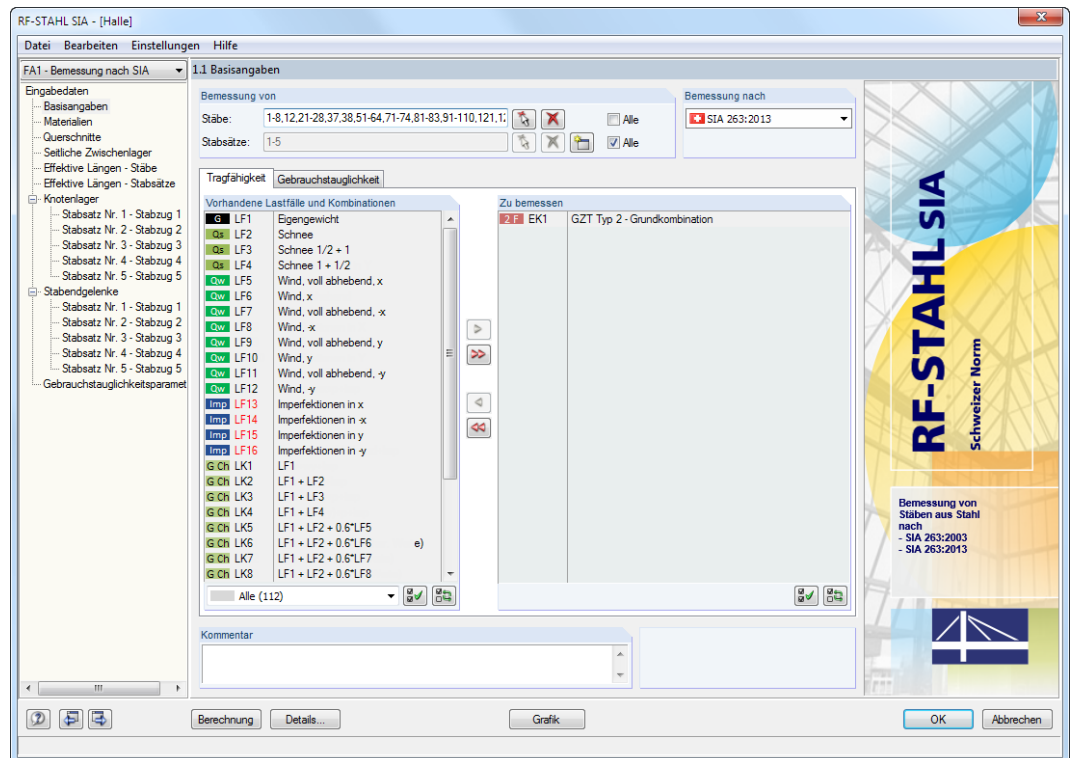 RF-STAHL SIA - [Halle]
Datei Bearbeiten Einstellungen Hilfe
FA1 - Bemessung nach SIA
1.1 Basisangaben
Eingabedaten
Basisangaben
Materialien
Querschnitte
Seitliche Zwischenlager
Effektive Längen - Stäbe
Effektive Längen - Stabsätze
Knotenlager
Stabsatz Nr. 1 - Stabzug 1
Stabsatz Nr. 2 - Stabzug 2
Stabsatz Nr. 3 - Stabzug 3
Stabsatz Nr. 4 - Stabzug 4
Stabsatz Nr. 5 - Stabzug 5
Stabendgelenke
Stabsatz Nr. 1 - Stabzug 1
Stabsatz Nr. 2 - Stabzug 2
Stabsatz Nr. 3 - Stabzug 3
Stabsatz Nr. 4 - Stabzug 4
Stabsatz Nr. 5 - Stabzug 5
Gebrauchstauglichkeitsparamet
Bemessung von
Stäbe: 1-8,12,21-28,37,38,51-64,71-74,81-83,91-110,121,12 Alle
Stabsätze: 1-5 Alle
Bemessung nach
SIA 263:2013
Tragfähigkeit Gebrauchstauglichkeit
Vorhandene Lastfälle und Kombinationen
G LF1 Eigengewicht
Qs LF2 Schnee
Qs LF3 Schnee 1/2 + 1
Qs LF4 Schnee 1 + 1/2
Qw LF5 Wind, voll abhebend, x
Qw LF6 Wind, x
Qw LF7 Wind, voll abhebend, -x
Qw LF8 Wind, -x
Qw LF9 Wind, voll abhebend, y
Qw LF10 Wind, y
Qw LF11 Wind, voll abhebend, -y
Qw LF12 Wind, -y
Imp LF13 Imperfektionen in x
Imp LF14 Imperfektionen in -x
Imp LF15 Imperfektionen in y
Imp LF16 Imperfektionen in -y
G Ch LK1 LF1
G Ch LK2 LF1 + LF2
G Ch LK3 LF1 + LF3
G Ch LK4 LF1 + LF4
G Ch LK5 LF1 + LF2 + 0.6*LF5
G Ch LK6 LF1 + LF2 + 0.6*LF6 e)
G Ch LK7 LF1 + LF2 + 0.6*LF7
G Ch LK8 LF1 + LF2 + 0.6*LF8
Alle (112)
Zu bemessen
2 F EK1 GZT Typ 2 - Grundkombination
Kommentar
RF-STAHL SIA
Schweizer Norm
Bemessung von
Stäben aus Stahl
nach
- SIA 263:2003
- SIA 263:2013
Berechnung Details... Grafik OK Abbrechen